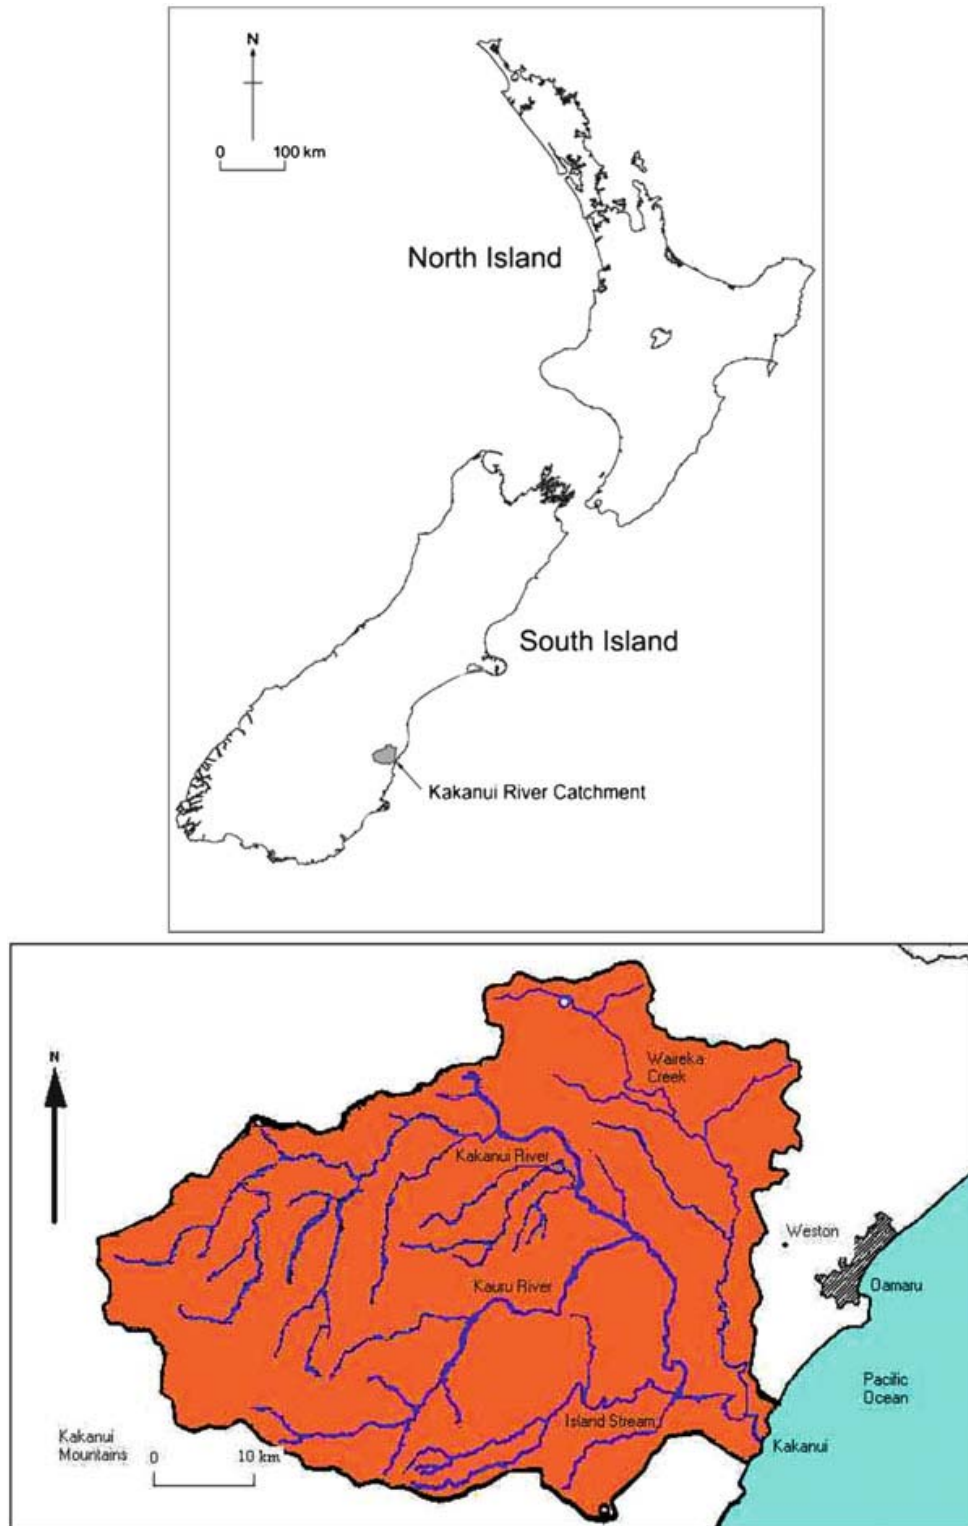 N
0 100 km
North Island
South Island
Kakanui River Catchment
N
Waireka
Creek
Kakanui River
Weston
Kauru River
Oamaru
Pacific
Ocean
Island Stream
Kakanui
Mountains
0 10 km
Kakanui